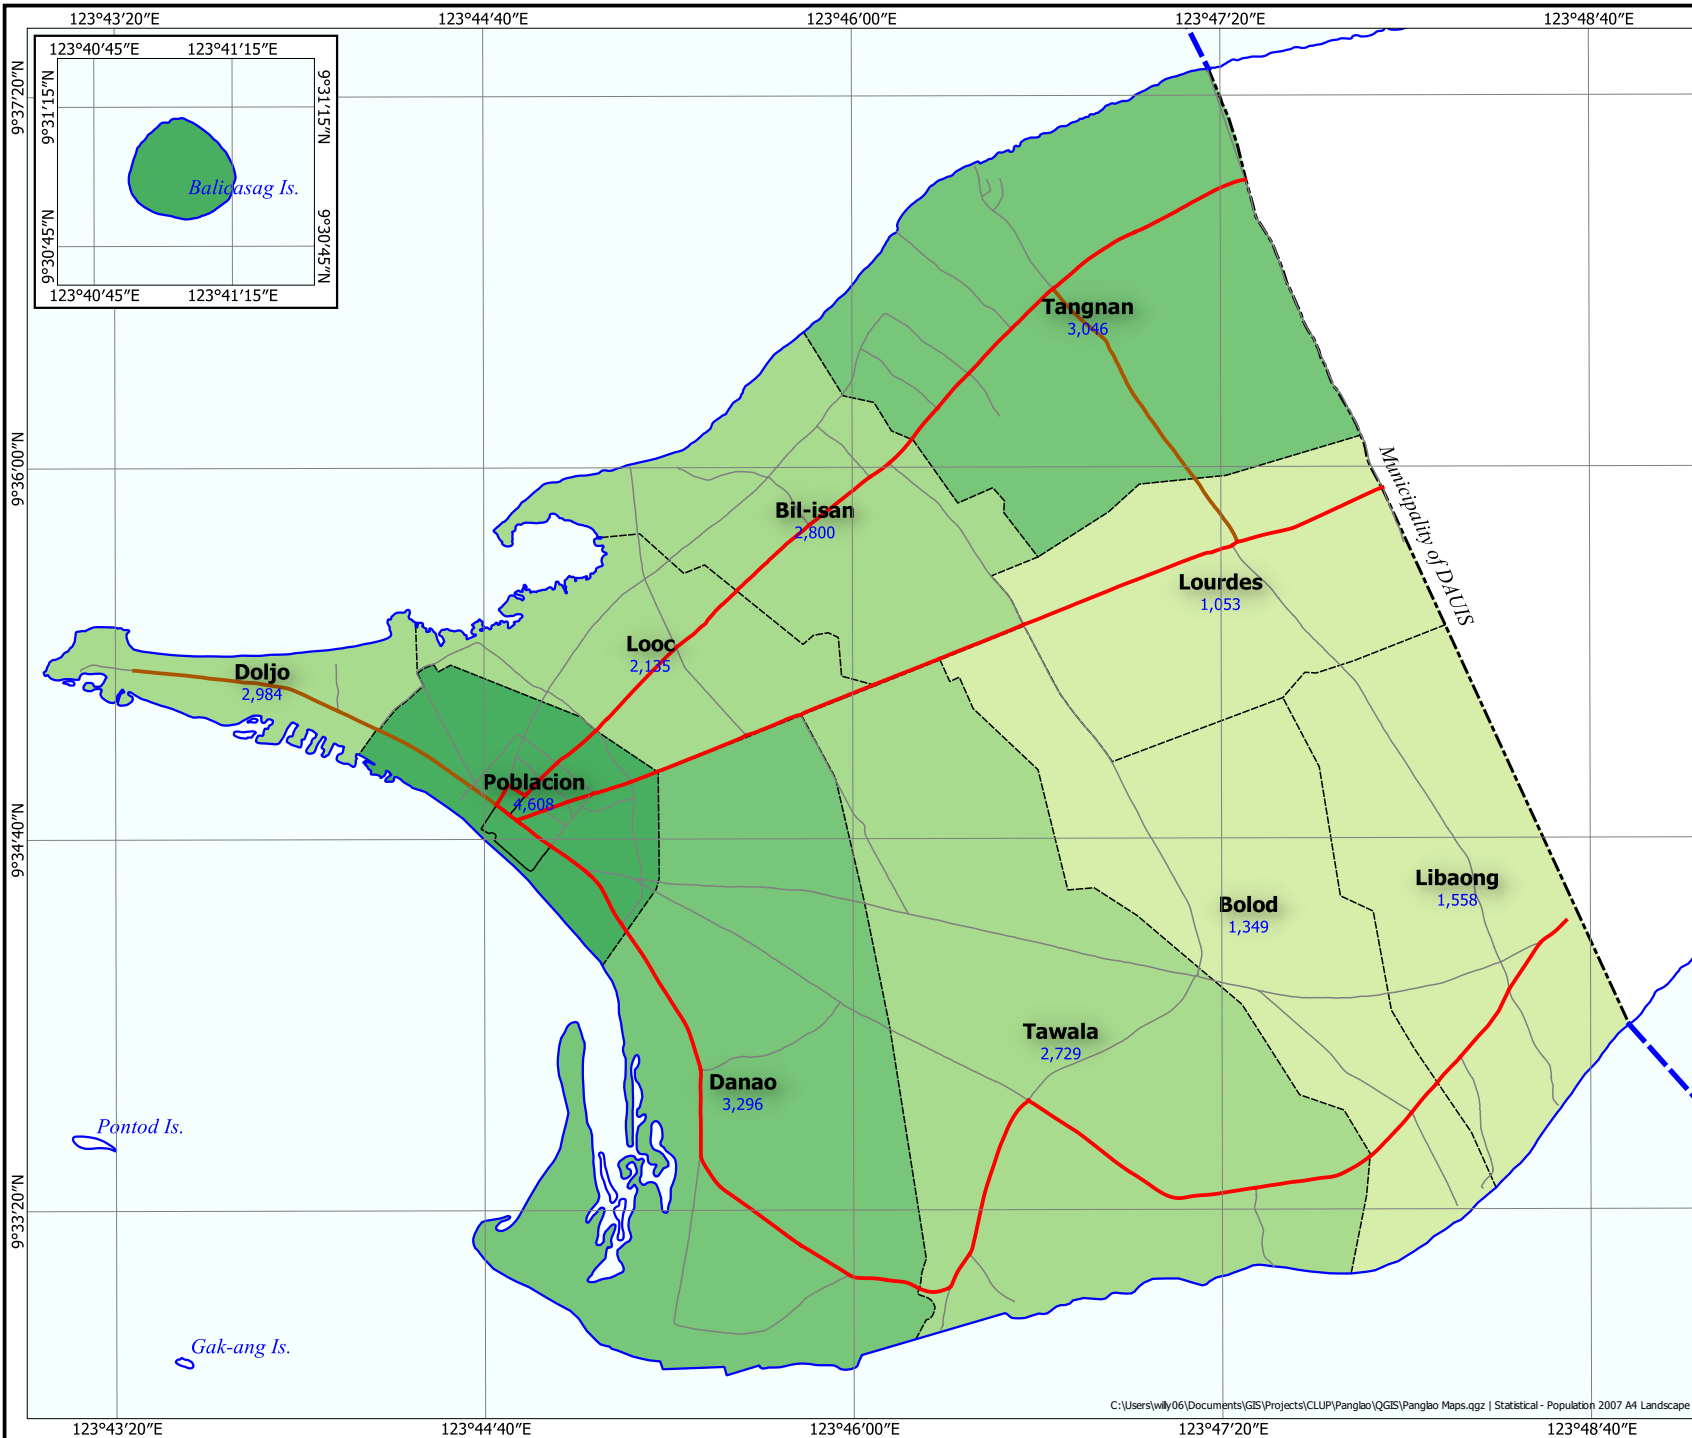 123°43′20″E 123°44′40″E 123°46′00″E 123°47′20″E 123°48′40″E
123°40′45″E 123°41′15″E
9°31′15″N
9°31′15″N
9°37′20″N
Balicasag Is.
9°30′45″N
9°30′45″N
123°40′45″E 123°41′15″E
Tangnan
3,046
9°36′00″N
Municipality of DAUIS
Bil-isan
2,800
Lourdes
1,053
Looc
2,135
Doljo
2,984
Poblacion
4,608
9°34′40″N
Libaong
1,558
Bolod
1,349
Tawala
2,729
Danao
3,296
Pontod Is.
9°33′20″N
Gak-ang Is.
C:\Users\willy06\Documents\GIS\Projects\CLUP\Panglao\QGIS\Panglao Maps.qgz | Statistical - Population 2007 A4 Landscape
123°43′20″E 123°44′40″E 123°46′00″E 123°47′20″E 123°48′40″E